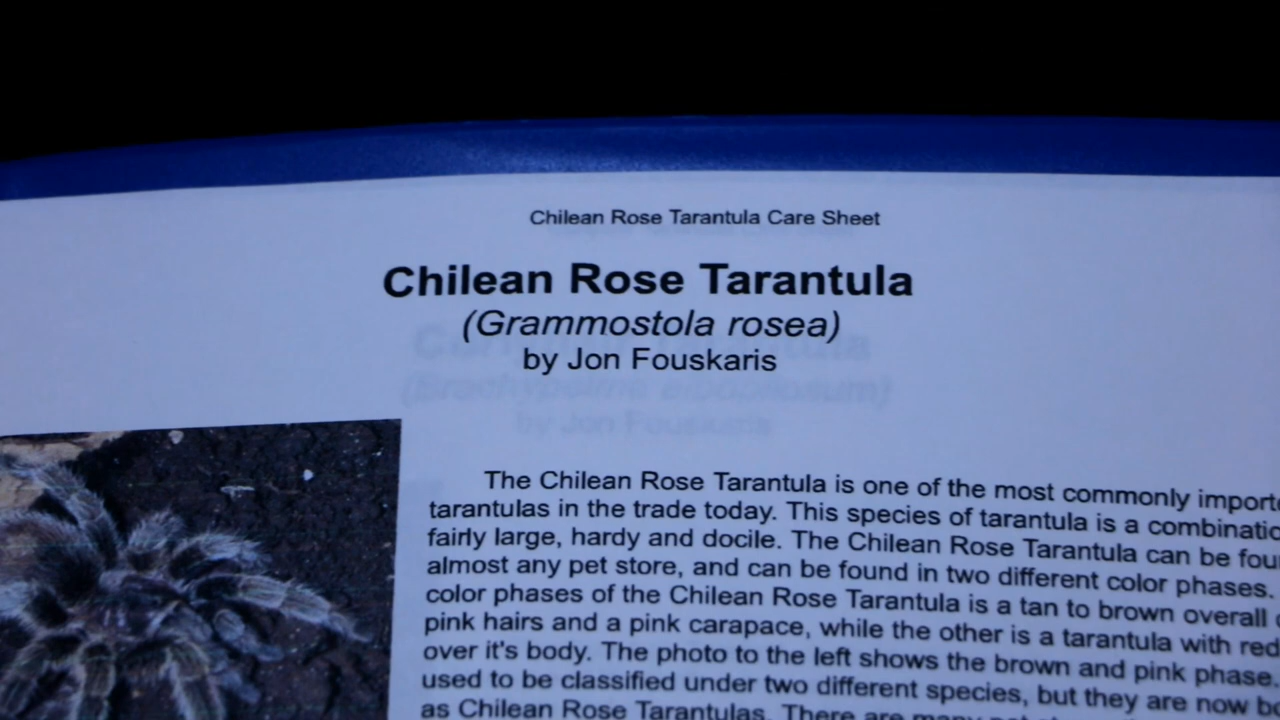 Chilean Rose Tarantula Care Sheet
Chilean Rose Tarantula
(Grammostola rosea)
by Jon Fouskaris
The Chilean Rose Tarantula is one of the most commonly
tarantulas in the trade today. This species of tarantula is a
fairly large, hardy and docile. The Chilean Rose Tarantula can be
almost any pet store, and can be found in two different color phases.
color phases of the Chilean Rose Tarantula is a tan to brown overall
pink hairs and a pink carapace, while the other is a tarantula with red
over it's body. The photo to the left shows the brown and pink phase.
used to be classified under two different species, but they are now
as Chilean Rose Tarantulas. There are many